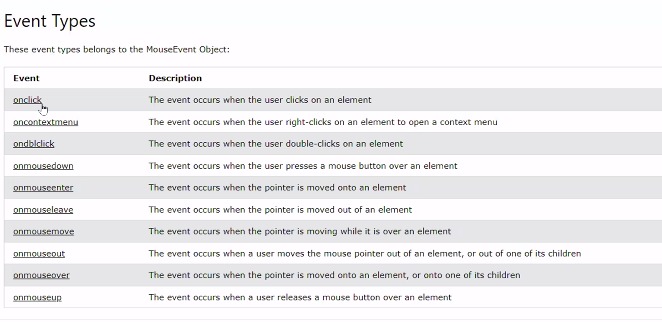 Event Types
These event types belongs to the MouseEvent Object:
Event Description
onclick The event occurs when the user clicks on an element
oncontextmenu The event occurs when the user right-clicks on an element to open a context menu
ondblclick The event occurs when the user double-clicks on an element
onmousedown The event occurs when the user presses a mouse button over an element
onmouseenter The event occurs when the pointer is moved onto an element
onmouseleave The event occurs when the pointer is moved out of an element
onmousemove The event occurs when the pointer is moving while it is over an element
onmouseout The event occurs when a user moves the mouse pointer out of an element, or out of one of its children
onmouseover The event occurs when the pointer is moved onto an element, or onto one of its children
onmouseup The event occurs when a user releases a mouse button over an element